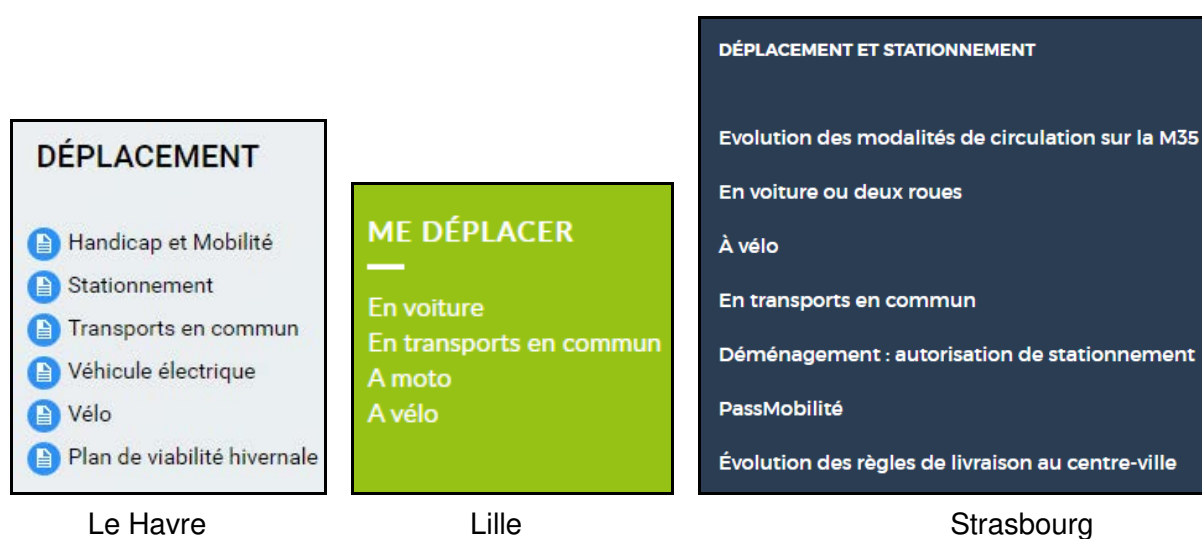 DÉPLACEMENT
Handicap et Mobilité
Stationnement
Transports en commun
Véhicule électrique
Vélo
Plan de viabilité hivernale
Le Havre
ME DÉPLACER
En voiture
En transports en commun
A moto
A vélo
Lille
DÉPLACEMENT ET STATIONNEMENT
Evolution des modalités de circulation sur la M35
En voiture ou deux roues
À vélo
En transports en commun
Déménagement : autorisation de stationnement
PassMobilité
Évolution des règles de livraison au centre-ville
Strasbourg